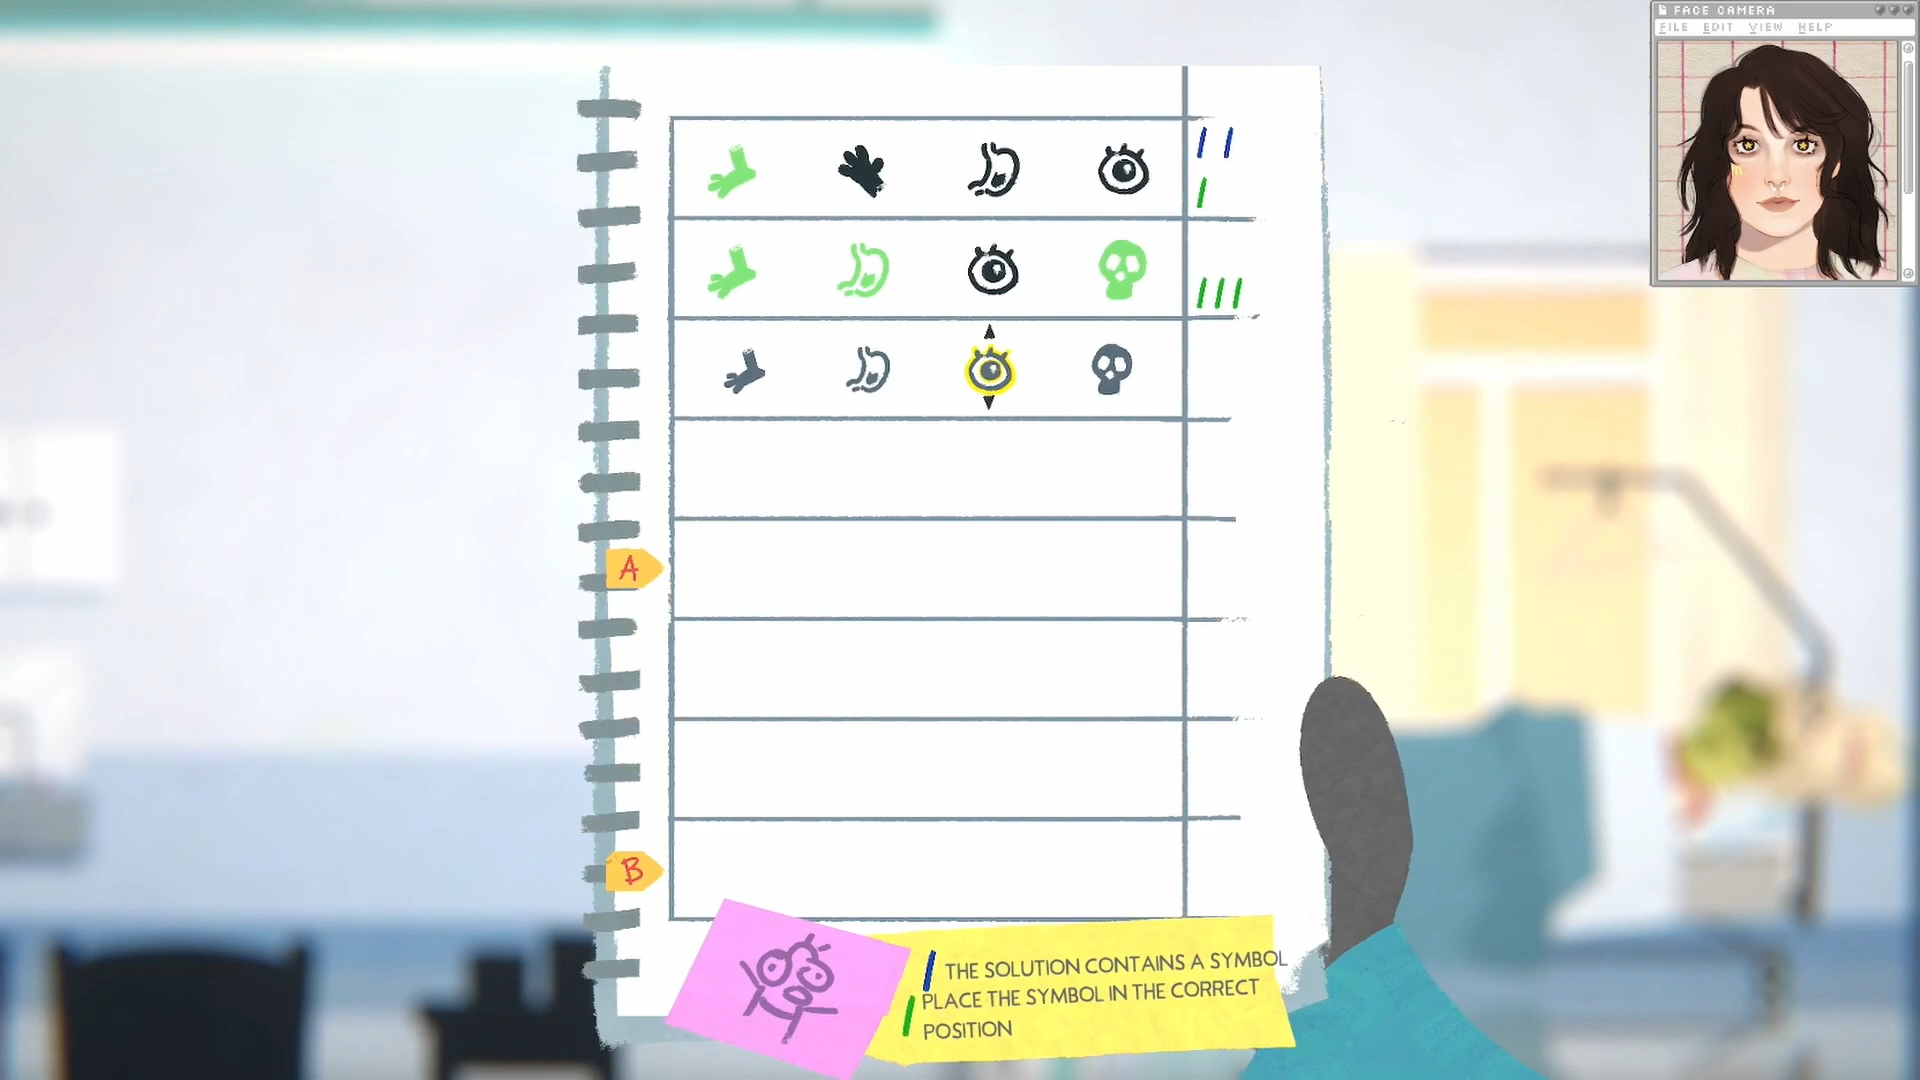 FACE CAMERA
FILE EDIT VIEW HELP
A
B
THE SOLUTION CONTAINS A SYMBOL
PLACE THE SYMBOL IN THE CORRECT
POSITION